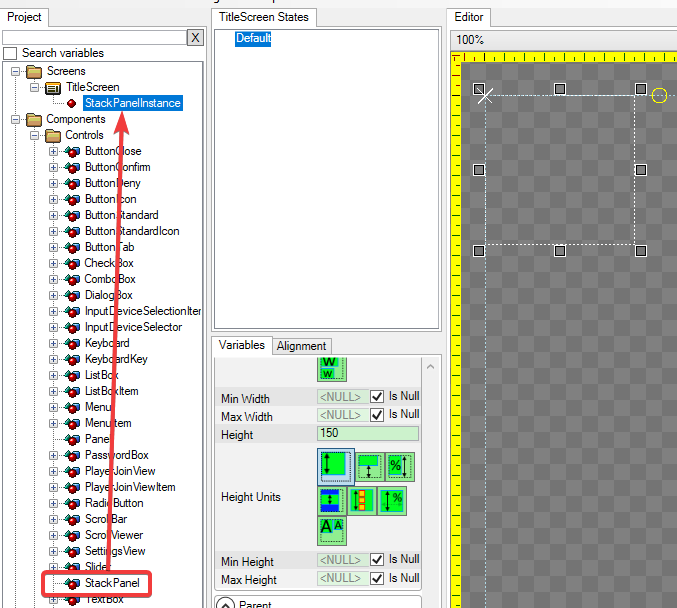 Project
TitleScreen States
Editor
X
Default
100%
Search variables
Screens
TitleScreen
StackPanelInstance
Components
Controls
ButtonClose
ButtonConfirm
ButtonDeny
ButtonIcon
ButtonStandard
ButtonStandardIcon
ButtonTab
CheckBox
ComboBox
DialogBox
InputDeviceSelectionIter
InputDeviceSelector
Keyboard
KeyboardKey
ListBox
ListBoxItem
Menu
MenuItem
Panel
PasswordBox
PlayerJoinView
PlayerJoinViewItem
RadioButton
ScrollBar
ScrollViewer
SettingsView
Slider
StackPanel
TextBox
Variables
Alignment
W
W
Min Width <NULL> Is Null
Max Width <NULL> Is Null
Height 150
Height Units
%
%
A A
Min Height <NULL> Is Null
Max Height <NULL> Is Null
Parent